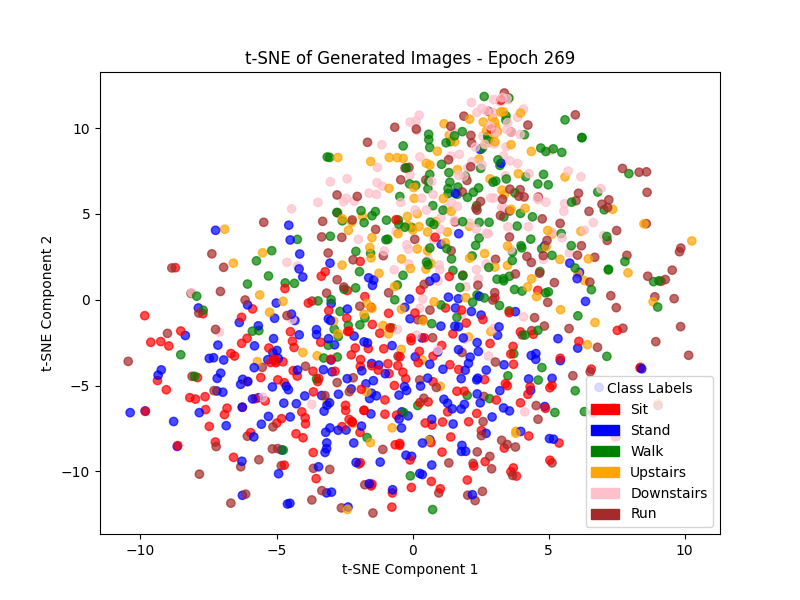 t-SNE of Generated Images - Epoch 269
t-SNE Component 2
10
5
0
−5
−10
−10
−5
0
5
10
t-SNE Component 1
Class Labels
Sit
Stand
Walk
Upstairs
Downstairs
Run